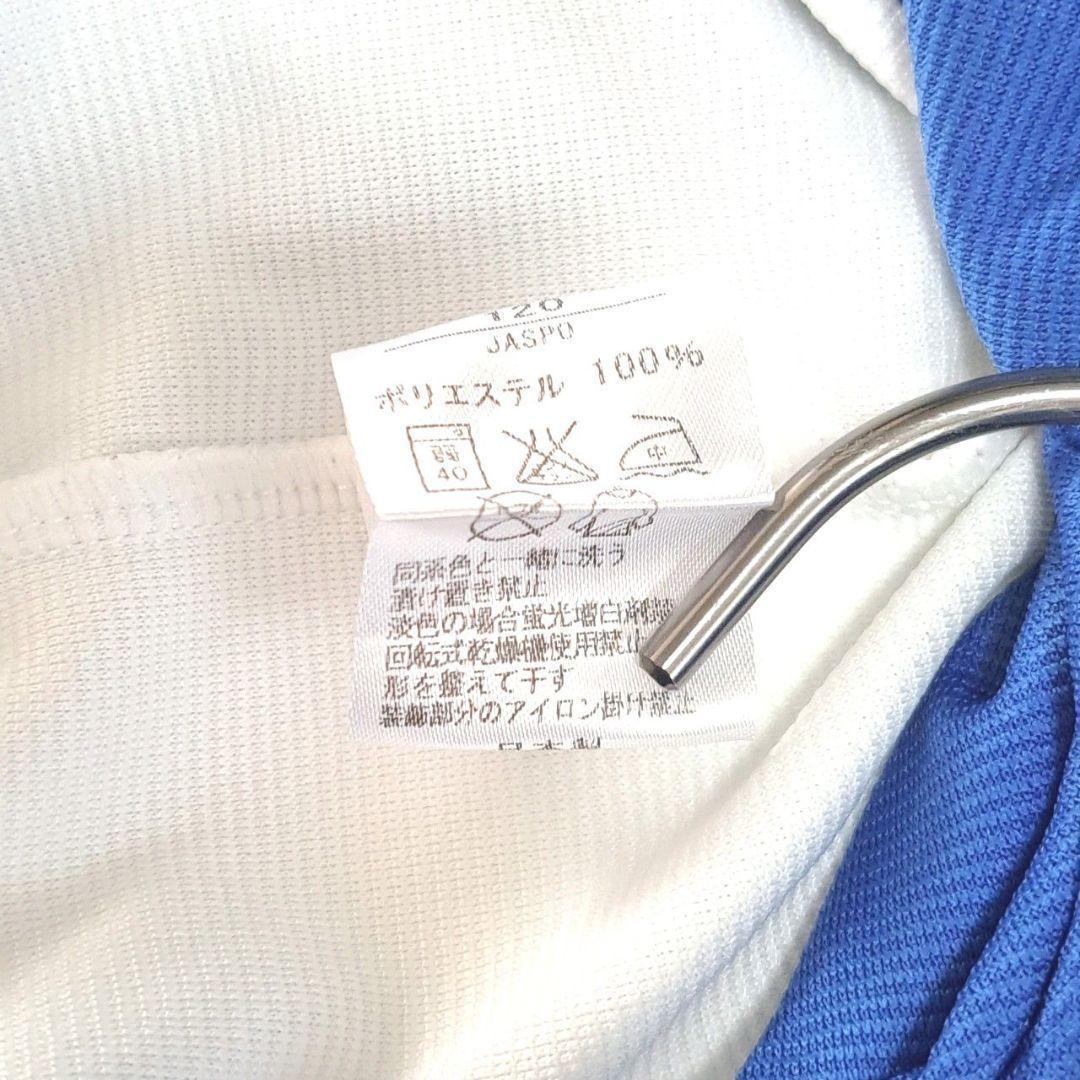 120
JASPO
ポリエステル 100%
40
中
同系色と一緒に洗う
漬け置き禁止
淡色の場合蛍光増白剤禁
回転式乾燥機使用禁止
形を整えて干す
装飾部分のアイロン掛け禁止
日本製